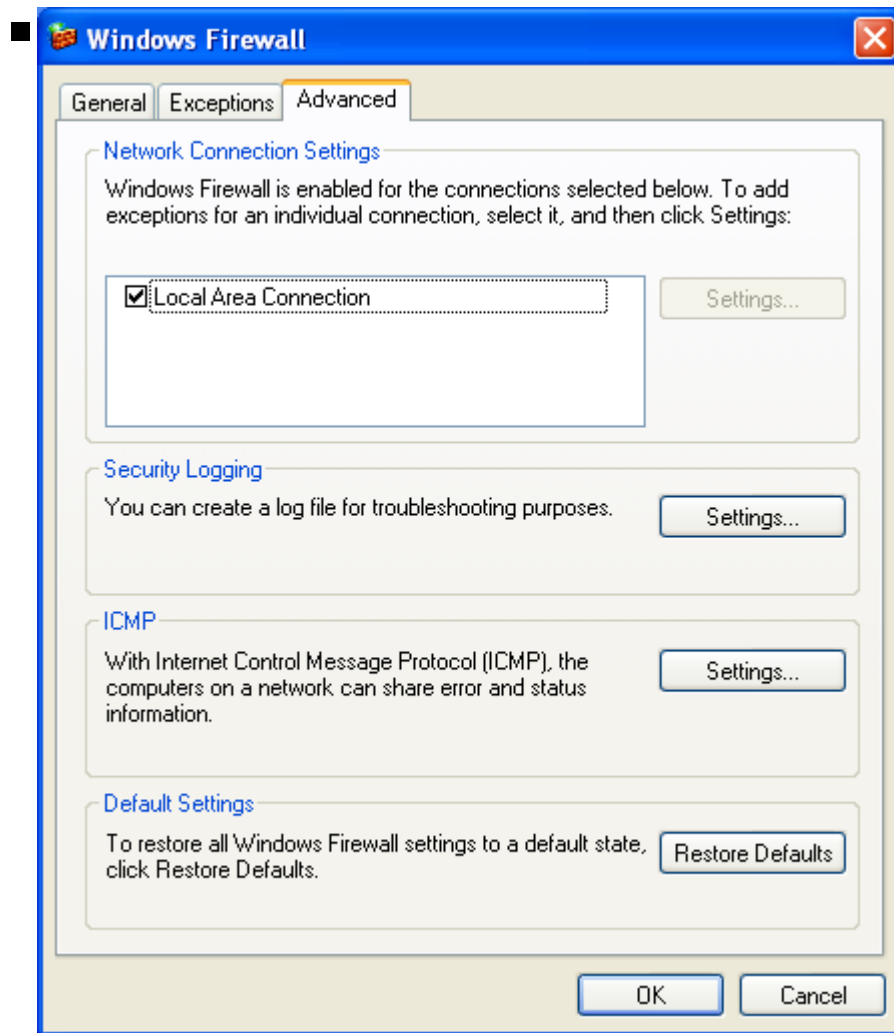 Windows Firewall
General Exceptions Advanced
Network Connection Settings
Windows Firewall is enabled for the connections selected below. To add
exceptions for an individual connection, select it, and then click Settings:
Local Area Connection
Settings...
Security Logging
You can create a log file for troubleshooting purposes.
Settings...
ICMP
With Internet Control Message Protocol (ICMP), the
computers on a network can share error and status
information.
Settings...
Default Settings
To restore all Windows Firewall settings to a default state,
click Restore Defaults.
Restore Defaults
OK Cancel